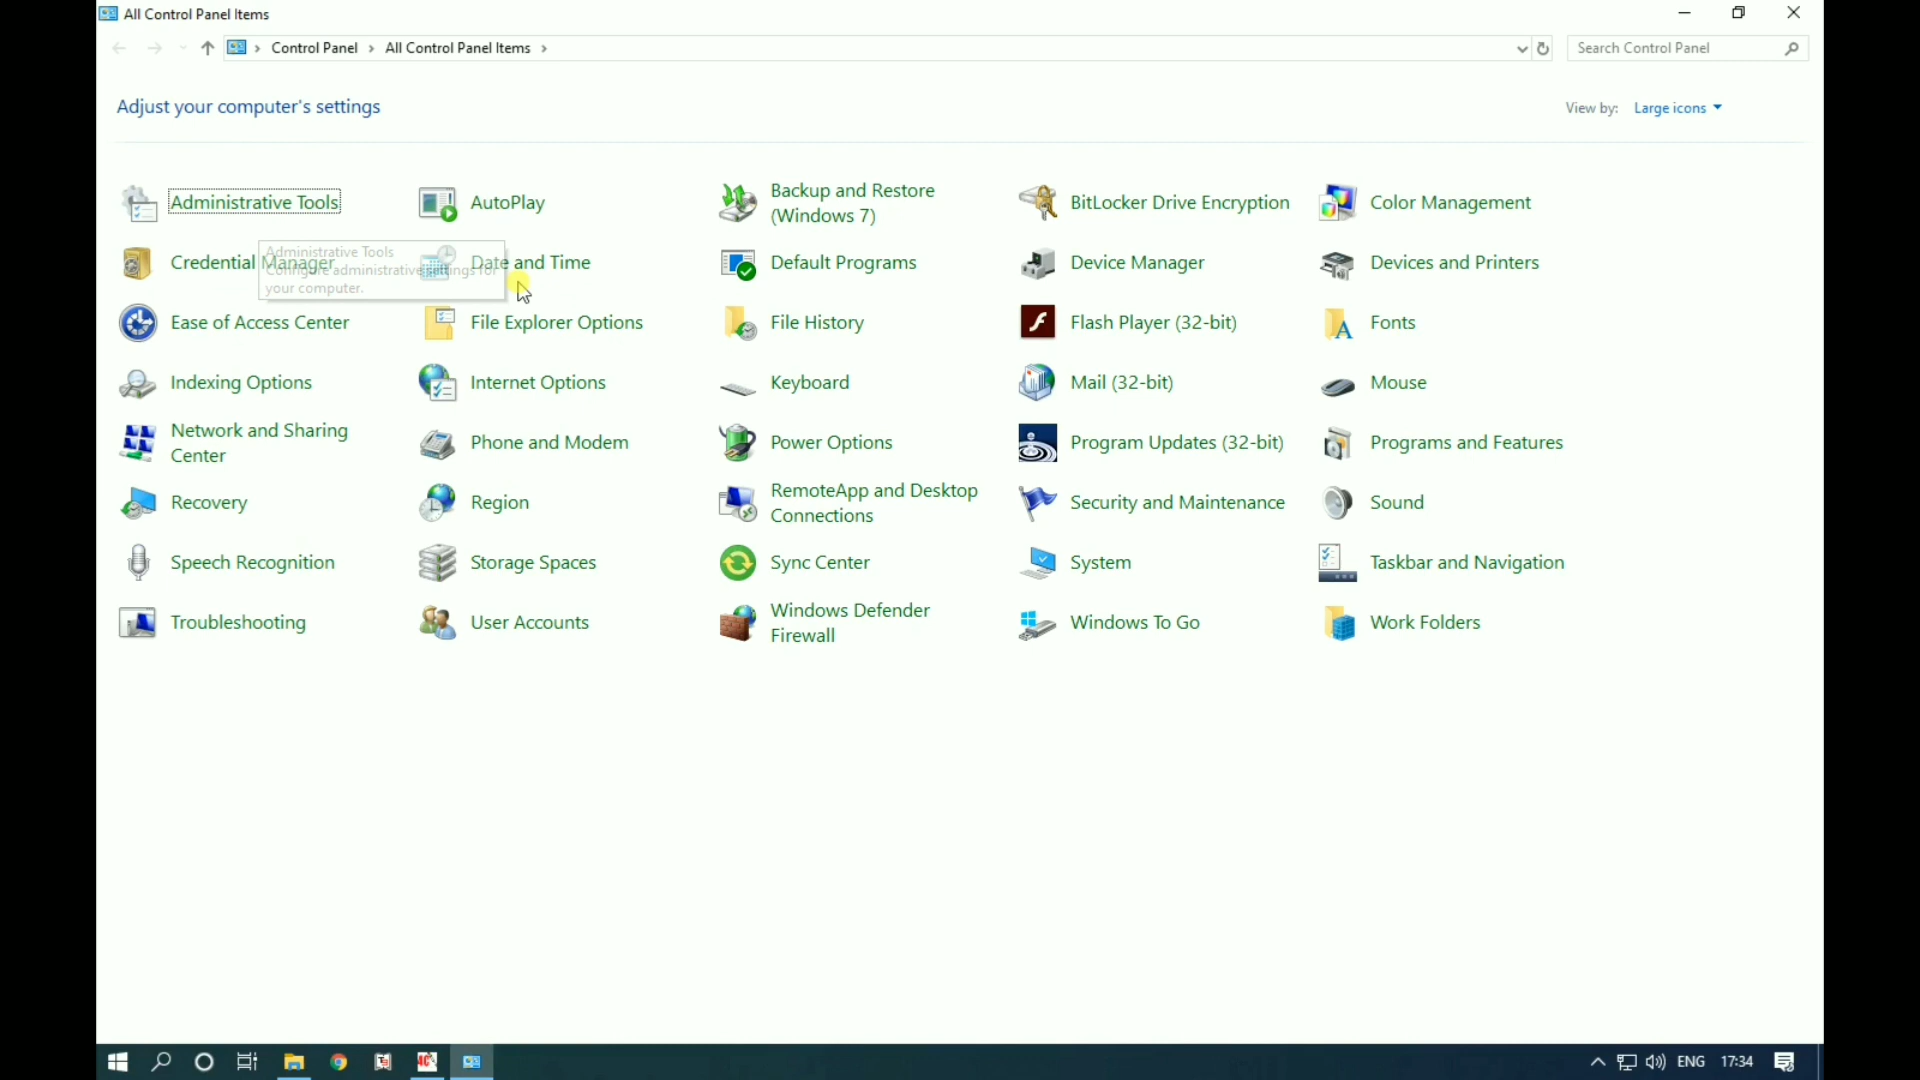 All Control Panel Items
Control Panel > All Control Panel Items >
Search Control Panel
Adjust your computer's settings
View by: Large icons
Administrative Tools
AutoPlay
Backup and Restore
(Windows 7)
BitLocker Drive Encryption
Color Management
Credential Manager
Administrative Tools
Configure administrative settings for
your computer.
Date and Time
Default Programs
Device Manager
Devices and Printers
Ease of Access Center
File Explorer Options
File History
Flash Player (32-bit)
Fonts
Indexing Options
Internet Options
Keyboard
Mail (32-bit)
Mouse
Network and Sharing
Center
Phone and Modem
Power Options
Program Updates (32-bit)
Programs and Features
Recovery
Region
RemoteApp and Desktop
Connections
Security and Maintenance
Sound
Speech Recognition
Storage Spaces
Sync Center
System
Taskbar and Navigation
Troubleshooting
User Accounts
Windows Defender
Firewall
Windows To Go
Work Folders
ENG 17:34